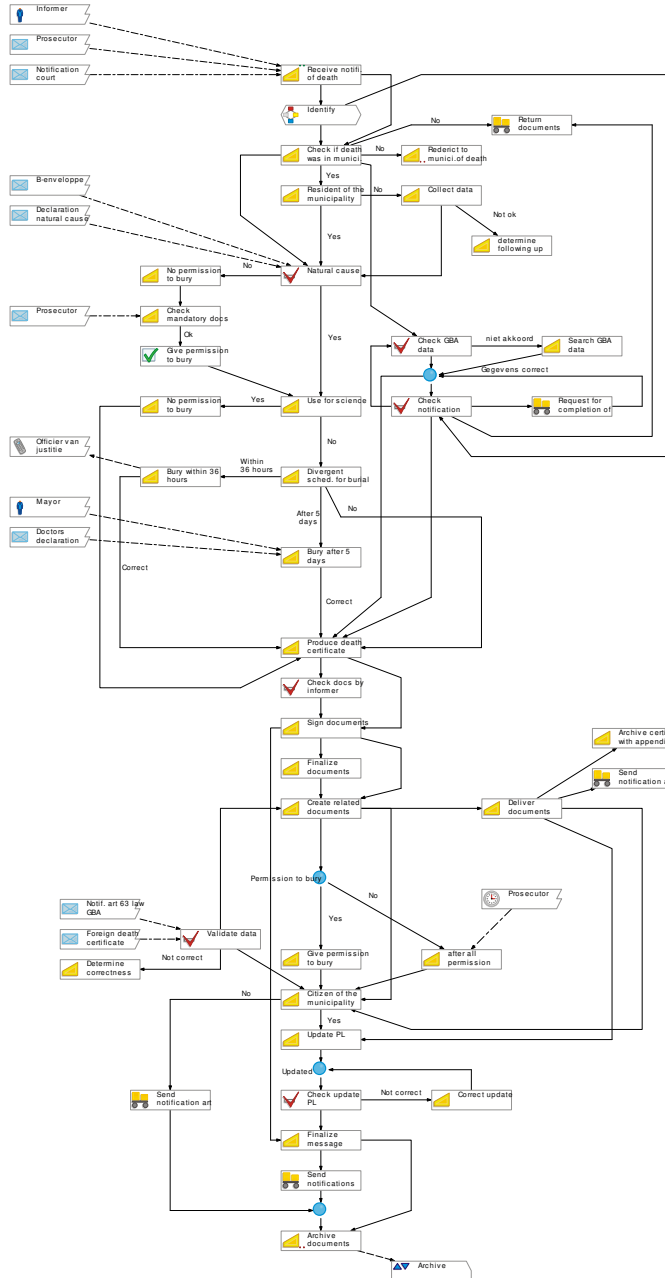 Informer
Prosecutor
Notification
court
Receive notifi.
of death
Identify
No
Return
documents
Check if death
was in munici.
No
Rederict to
munici.of death
Yes
B-enveloppe
Resident of the
municipality
No
Collect data
Declaration
natural cause
Yes
Not ok
determine
following up
No permission
to bury
No
Natural cause
Prosecutor
Check
mandatory docs
Ok
Yes
Check GBA
data
niet akkoord
Search GBA
data
Give permission
to bury
Gegevens correct
No permission
to bury
Yes
Use for science
Check
notification
Request for
completion of
No
Officier van
justitie
Bury within 36
hours
Within
36 hours
Divergent
sched. for burial
Mayor
After 5
days
No
Doctors
declaration
Bury after 5
days
Correct
Correct
Produce death
certificate
Check docs by
informer
Sign documents
Archive certi
with appendi
Finalize
documents
Send
notification a
Create related
documents
Deliver
documents
Permission to bury
No
Prosecutor
Notif. art 63 law
GBA
Yes
Foreign death
certificate
Validate data
Not correct
Determine
correctness
Give permission
to bury
after all
permission
No
Citizen of the
municipality
Yes
Update PL
Updated
Send
notification art
Check update
PL
Not correct
Correct update
Finalize
message
Send
notifications
Archive
documents
Archive